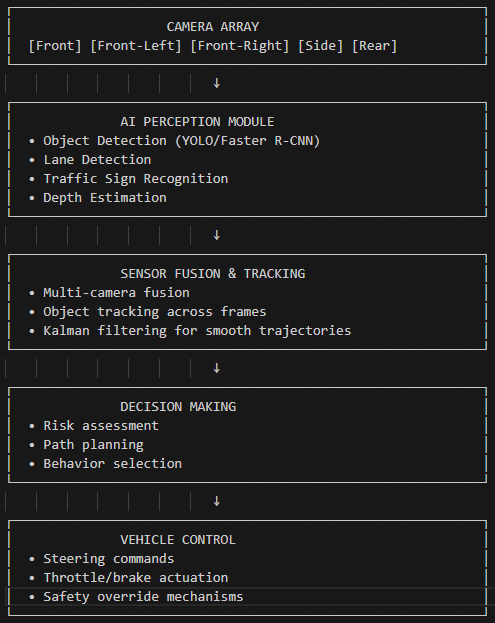 CAMERA ARRAY
[Front] [Front-Left] [Front-Right] [Side] [Rear]
↓
AI PERCEPTION MODULE
• Object Detection (YOLO/Faster R-CNN)
• Lane Detection
• Traffic Sign Recognition
• Depth Estimation
↓
SENSOR FUSION & TRACKING
• Multi-camera fusion
• Object tracking across frames
• Kalman filtering for smooth trajectories
↓
DECISION MAKING
• Risk assessment
• Path planning
• Behavior selection
↓
VEHICLE CONTROL
• Steering commands
• Throttle/brake actuation
• Safety override mechanisms